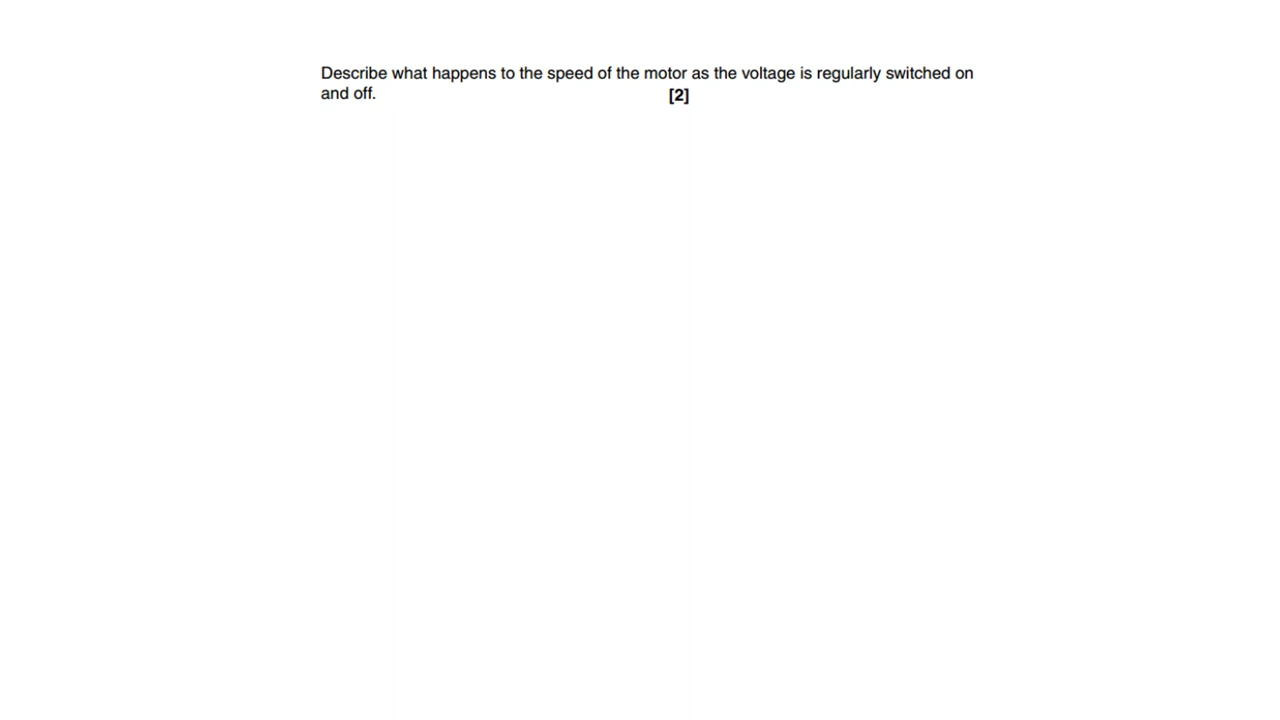 Describe what happens to the speed of the motor as the voltage is regularly switched on
and off. [2]